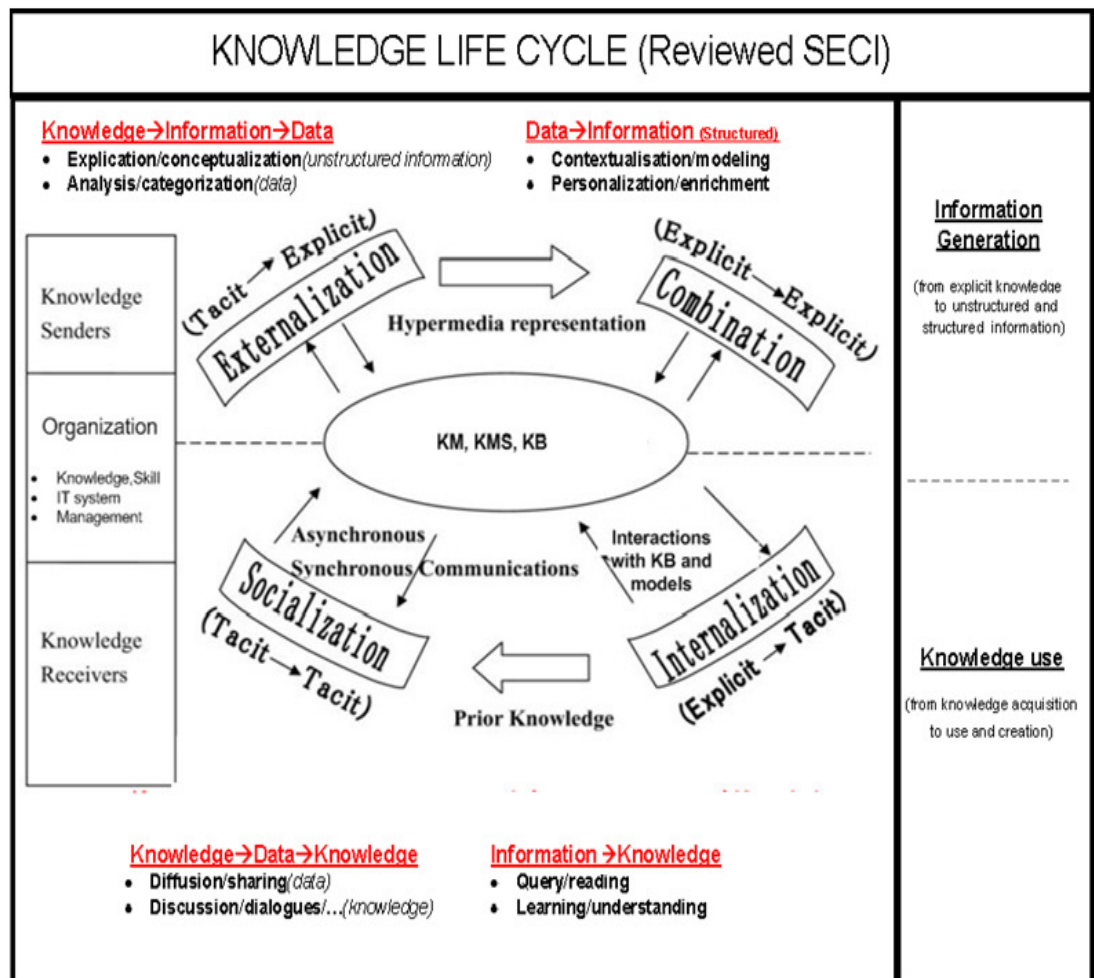 KNOWLEDGE LIFE CYCLE (Reviewed SECI)
Knowledge→Information→Data
• Explication/conceptualization(unstructured information)
• Analysis/categorization(data)
Data→Information (Structured)
• Contextualisation/modeling
• Personalization/enrichment
Knowledge
Senders
Organization
• Knowledge,Skill
• IT system
• Management
Knowledge
Receivers
(Tacit → Explicit)
Externalization
Hypermedia representation
(Explicit→Explicit)
Combination
KM, KMS, KB
Asynchronous
Synchronous Communications
Socialization
(Tacit→Tacit)
Interactions
with KB and
models
Internalization
(Explicit → Tacit)
Prior Knowledge
Knowledge→Data→Knowledge
• Diffusion/sharing(data)
• Discussion/dialogues/...(knowledge)
Information →Knowledge
• Query/reading
• Learning/understanding
Information
Generation
(from explicit knowledge
to unstructured and
structured information)
Knowledge use
(from knowledge acquisition
to use and creation)